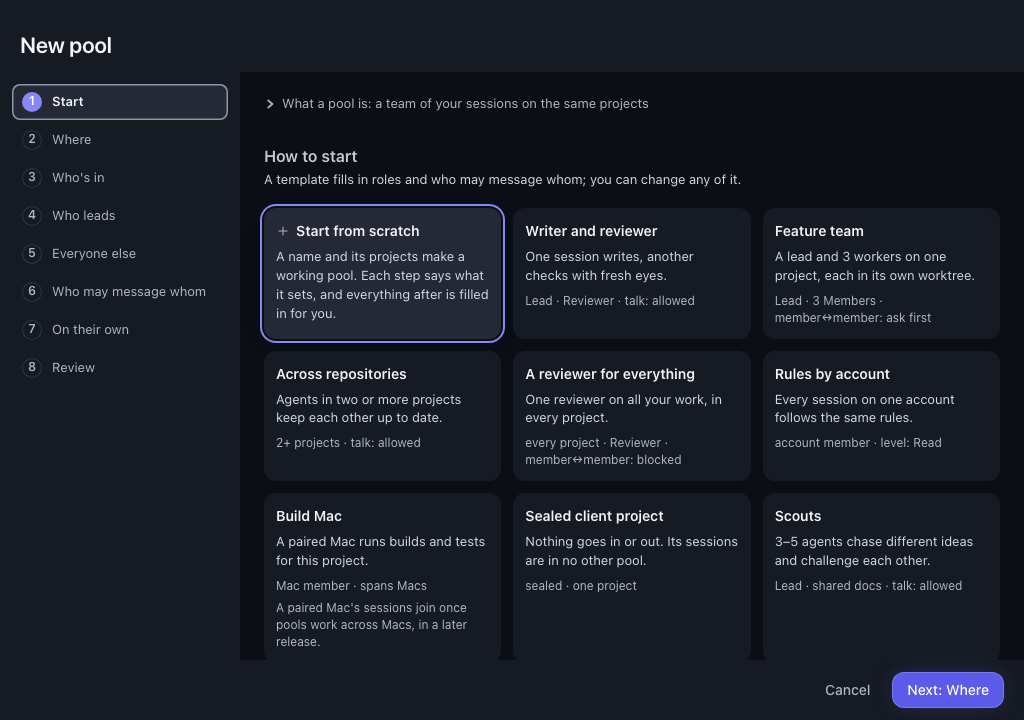 New pool
1 Start
2 Where
3 Who's in
4 Who leads
5 Everyone else
6 Who may message whom
7 On their own
8 Review
What a pool is: a team of your sessions on the same projects
How to start
A template fills in roles and who may message whom; you can change any of it.
+ Start from scratch
A name and its projects make a
working pool. Each step says what
it sets, and everything after is filled
in for you.
Writer and reviewer
One session writes, another
checks with fresh eyes.
Lead · Reviewer · talk: allowed
Feature team
A lead and 3 workers on one
project, each in its own worktree.
Lead · 3 Members ·
member↔member: ask first
Across repositories
Agents in two or more projects
keep each other up to date.
2+ projects · talk: allowed
A reviewer for everything
One reviewer on all your work, in
every project.
every project · Reviewer ·
member↔member: blocked
Rules by account
Every session on one account
follows the same rules.
account member · level: Read
Build Mac
A paired Mac runs builds and tests
for this project.
Mac member · spans Macs
A paired Mac's sessions join once
pools work across Macs, in a later
release.
Sealed client project
Nothing goes in or out. Its sessions
are in no other pool.
sealed · one project
Scouts
3–5 agents chase different ideas
and challenge each other.
Lead · shared docs · talk: allowed
Cancel
Next: Where